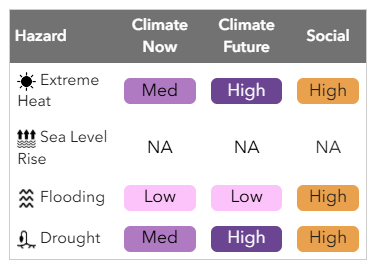 Hazard Climate Now Climate Future Social
Extreme Heat Med High High
Sea Level Rise NA NA NA
Flooding Low Low High
Drought Med High High